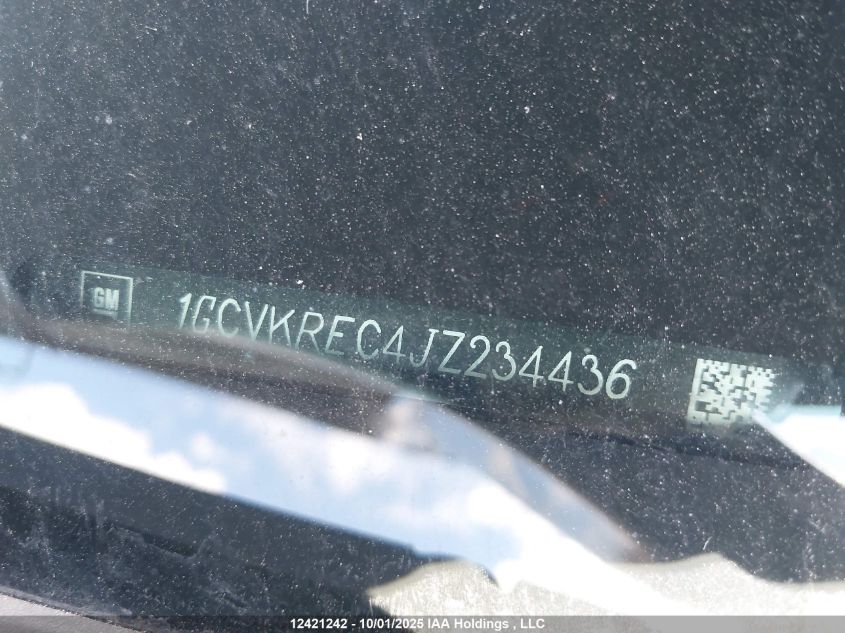 GM
1GCVKREC4JZ234436
12421242 - 10/01/2025 IAA Holdings , LLC